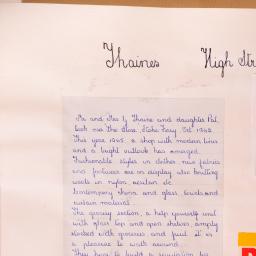 Thaines High Str
Mr. and Mrs J. Thaine and daughter Pat,
took over the Store, Stoke Ferry Oct. 1962.
This year 1965, a shop with modern lines
and a bright outlook has emerged.
Fashionable styles in clothes, new fabrics
and footwear are on display also knitting
wools in nylon, acrilan etc.
Contemporary china and glass, towels and
curtain material.
The grocery section, a help yourself unit
with glass top and open shelves, amply
stocked with groceries and fruit. It is
a pleasure to walk around.
They hope to build a reputation for